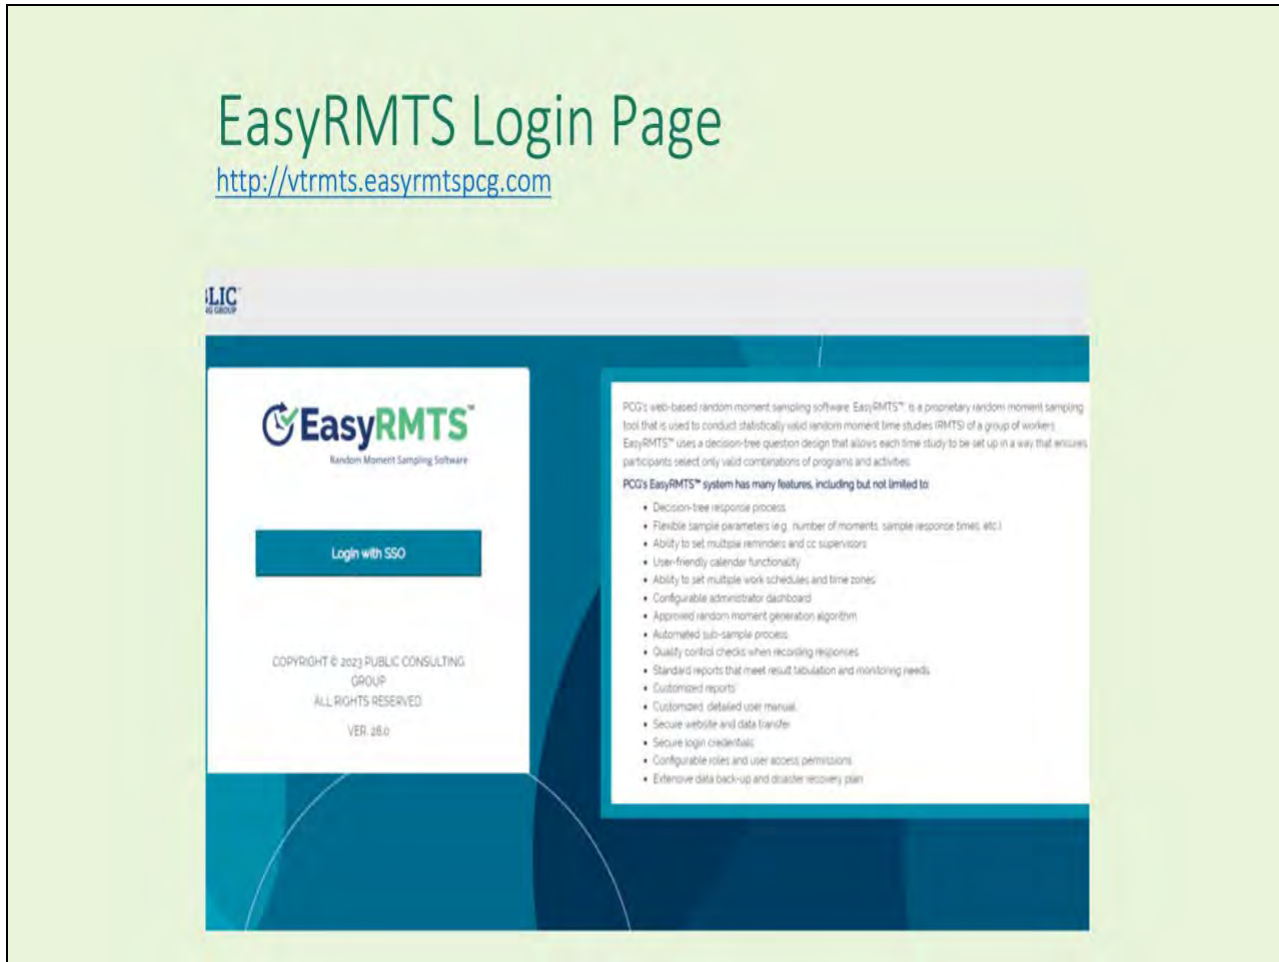 EasyRMTS Login Page
http://vtrmts.easyrmtspcg.com
BLIC
NG GROUP
EasyRMTS™
Random Moment Sampling Software
Login with SSO
COPYRIGHT © 2023 PUBLIC CONSULTING
GROUP
ALL RIGHTS RESERVED
VER. 28.0
PCG's web-based random moment sampling software, EasyRMTS™, is a proprietary random moment sampling
tool that is used to conduct statistically valid random moment time studies (RMTS) of a group of workers.
EasyRMTS™ uses a decision-tree question design that allows each time study to be set up in a way that ensures
participants select only valid combinations of programs and activities.
PCG's EasyRMTS™ system has many features, including but not limited to:
• Decision-tree response process
• Flexible sample parameters (e.g., number of moments, sample response times, etc.)
• Ability to set multiple reminders and cc supervisors
• User-friendly calendar functionality
• Ability to set multiple work schedules and time zones
• Configurable administrator dashboard
• Approved random moment generation algorithm
• Automated sub-sample process
• Quality control checks when recording responses
• Standard reports that meet result tabulation and monitoring needs
• Customized reports
• Customized, detailed user manual
• Secure website and data transfer
• Secure login credentials
• Configurable roles and user access permissions
• Extensive data back-up and disaster recovery plan